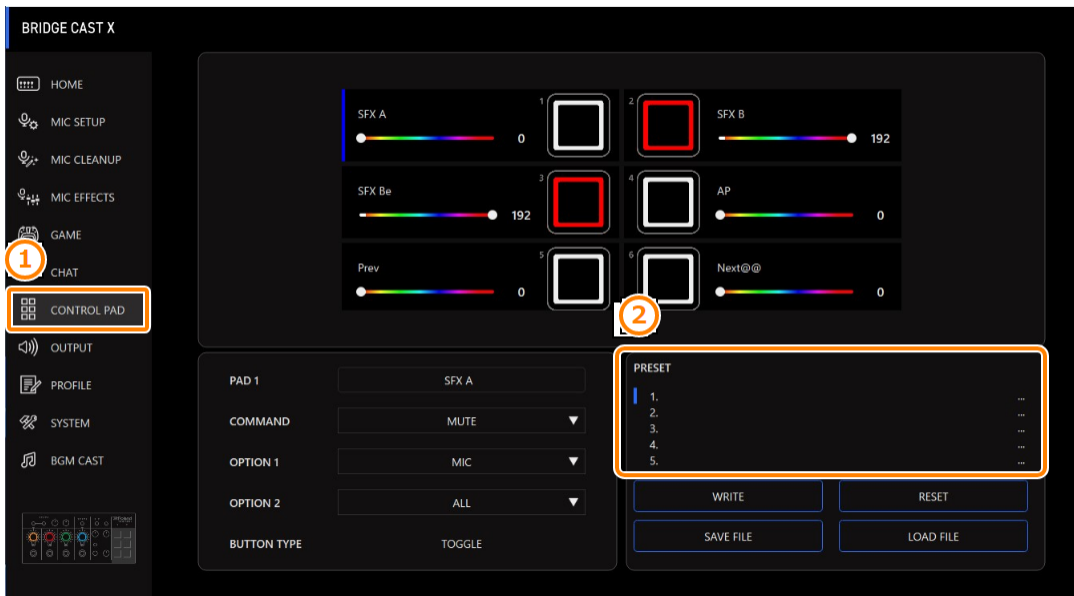 BRIDGE CAST X
HOME
MIC SETUP
MIC CLEANUP
MIC EFFECTS
GAME
1
CHAT
CONTROL PAD
OUTPUT
PROFILE
SYSTEM
BGM CAST
SFX A
0
1
2
SFX B
192
SFX Be
192
3
4
AP
0
Prev
0
5
6
Next@@
0
2
PAD 1 SFX A
COMMAND MUTE
OPTION 1 MIC
OPTION 2 ALL
BUTTON TYPE TOGGLE
PRESET
1. ...
2. ...
3. ...
4. ...
5. ...
WRITE RESET
SAVE FILE LOAD FILE